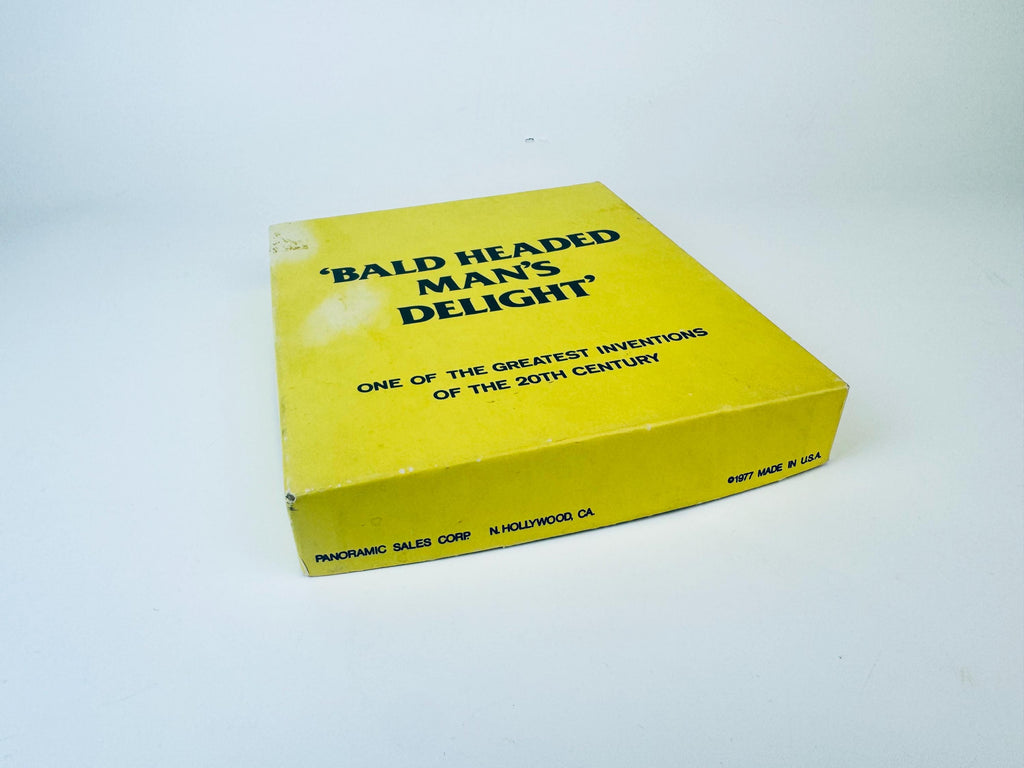 ‘BALD HEADED
MAN’S
DELIGHT’
ONE OF THE GREATEST INVENTIONS
OF THE 20TH CENTURY
PANORAMIC SALES CORP. N. HOLLYWOOD, CA. ©1977 MADE IN U.S.A.